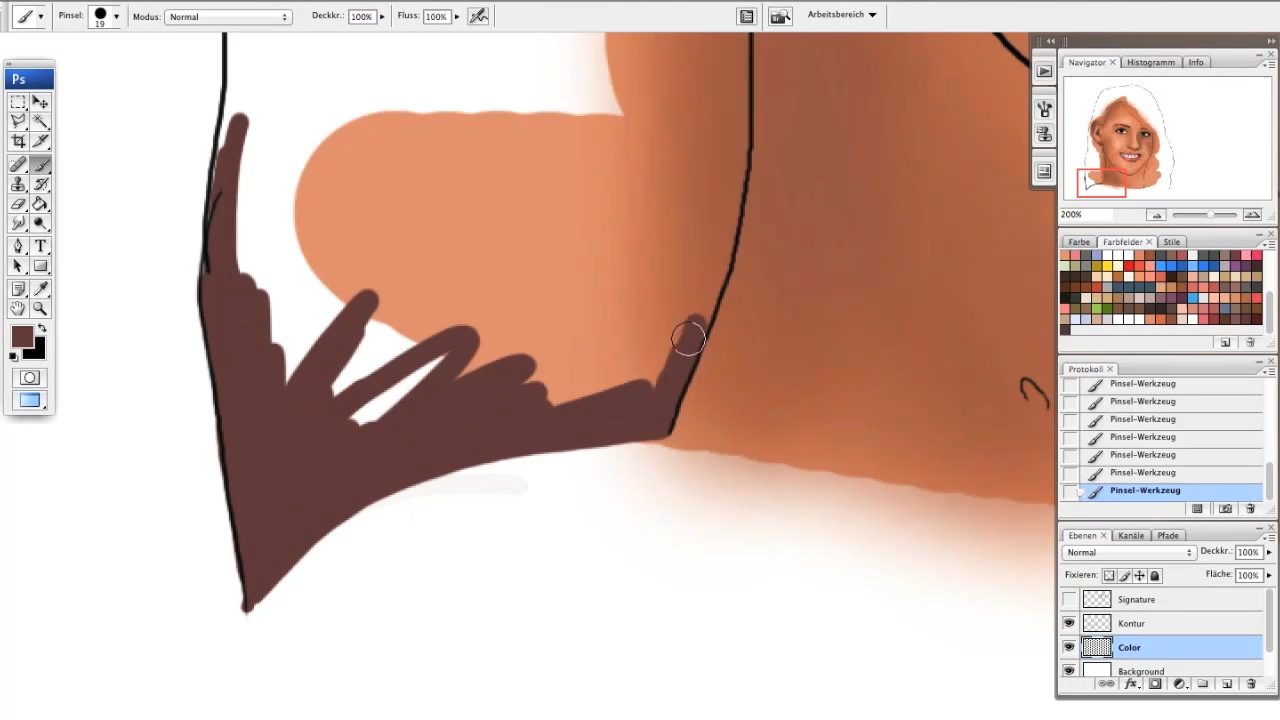 Pinsel: 19 Modus: Normal Deckkr.: 100% Fluss: 100% Arbeitsbereich
Ps
Navigator Histogramm Info
200%
Farbe Farbfelder Stile
Protokoll
Pinsel-Werkzeug
Pinsel-Werkzeug
Pinsel-Werkzeug
Pinsel-Werkzeug
Pinsel-Werkzeug
Pinsel-Werkzeug
Pinsel-Werkzeug
Ebenen Kanäle Pfade
Normal Deckkr.: 100%
Fixieren: Fläche: 100%
Signature
Kontur
Color
Background